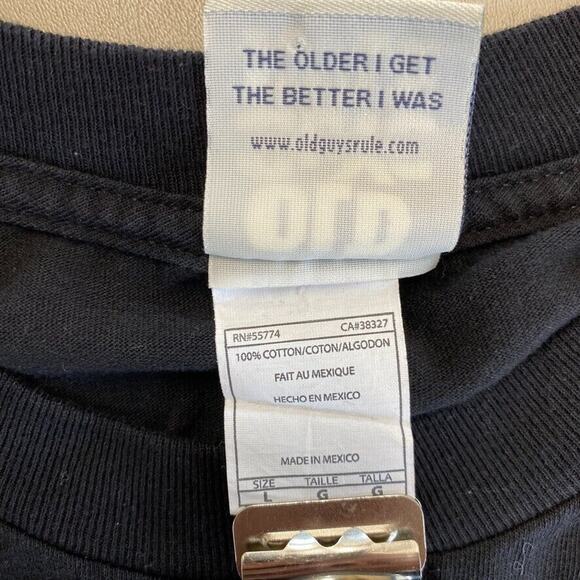 THE OLDER I GET
THE BETTER I WAS
www.oldguysrule.com
RN#55774 CA#38327
100% COTTON/COTON/ALGODON
FAIT AU MEXIQUE
HECHO EN MEXICO
MADE IN MEXICO
SIZE TAILLE TALLA
L G G